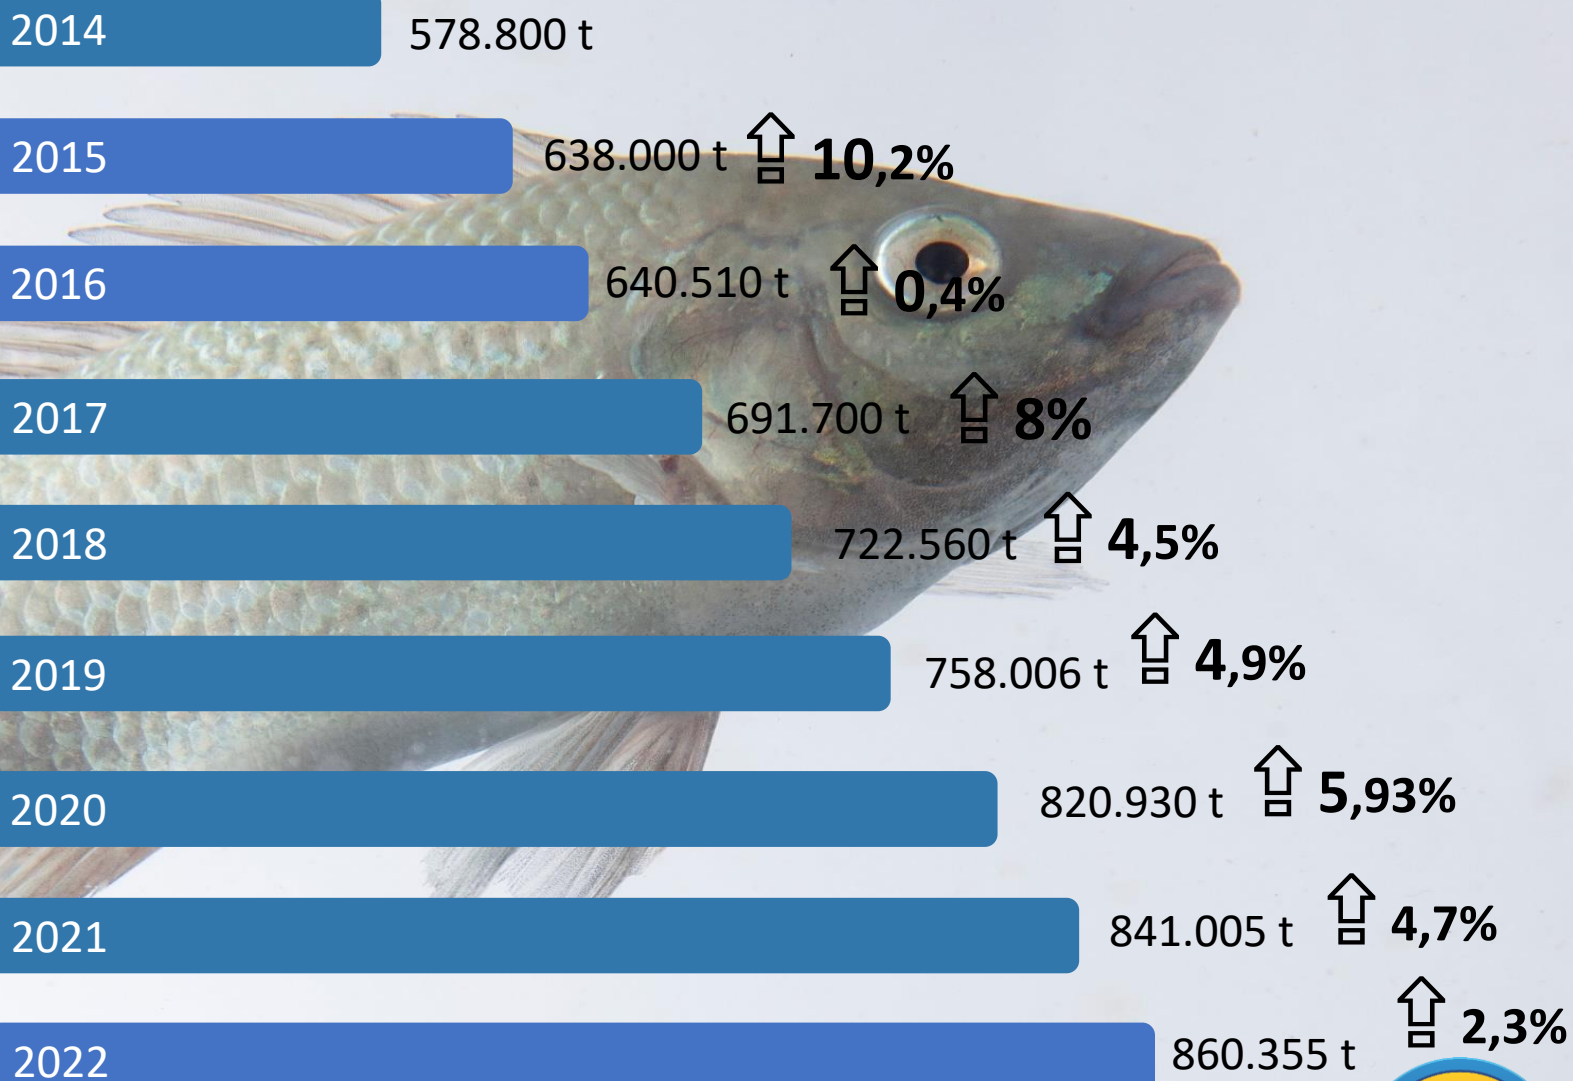 2014 578.800 t
2015 638.000 t 10,2%
2016 640.510 t 0,4%
2017 691.700 t 8%
2018 722.560 t 4,5%
2019 758.006 t 4,9%
2020 820.930 t 5,93%
2021 841.005 t 4,7%
2022 860.355 t 2,3%